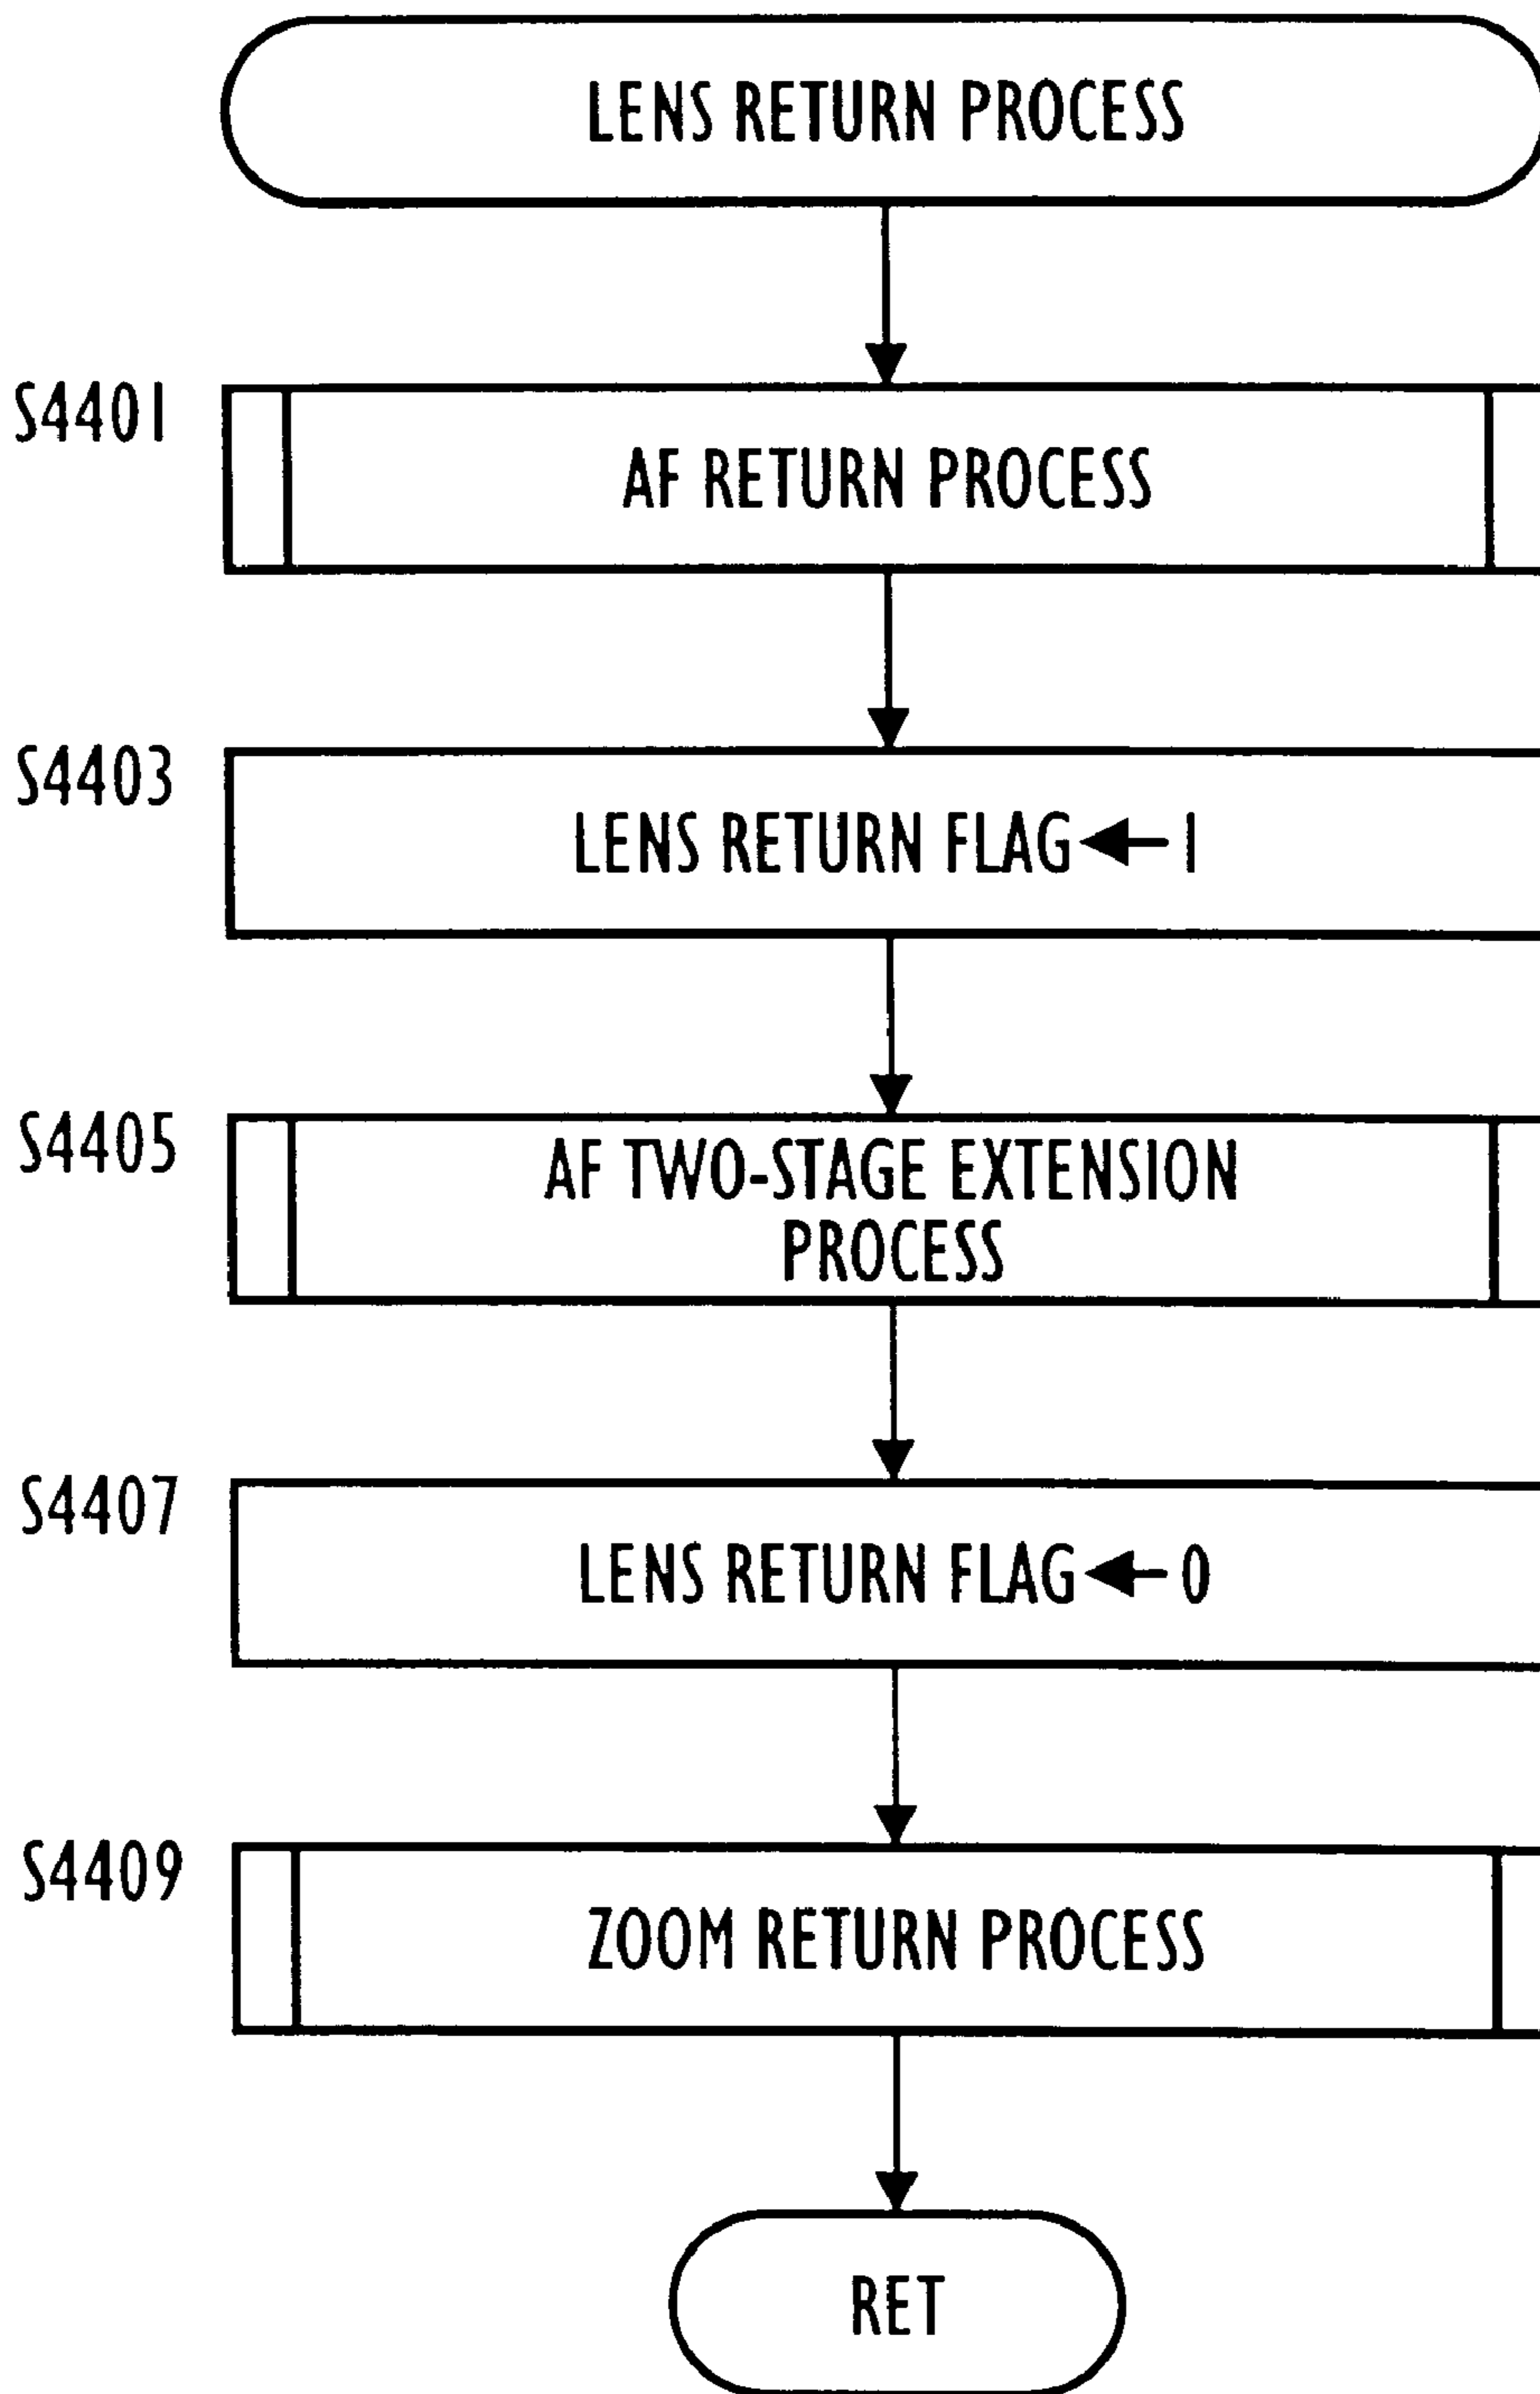 LENS RETURN PROCESS
S4401
AF RETURN PROCESS
S4403
LENS RETURN FLAG ← 1
S4405
AF TWO-STAGE EXTENSION
PROCESS
S4407
LENS RETURN FLAG ← 0
S4409
ZOOM RETURN PROCESS
RET